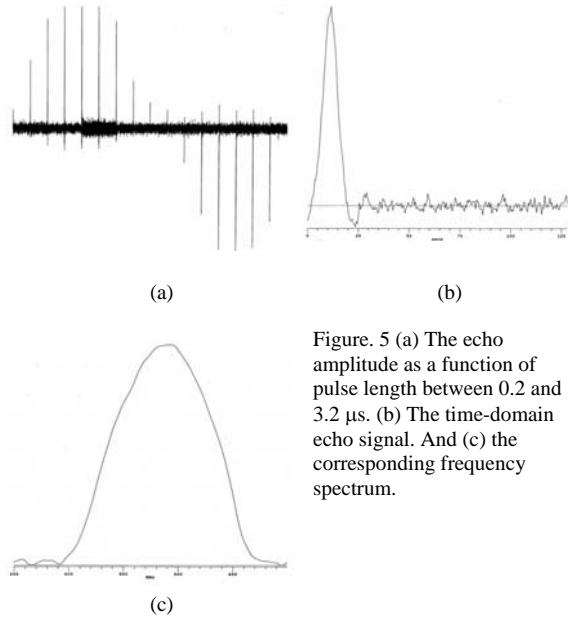 (a)
(b)
Figure. 5 (a) The echo
amplitude as a function of
pulse length between 0.2 and
3.2 μs. (b) The time-domain
echo signal. And (c) the
corresponding frequency
spectrum.
(c)